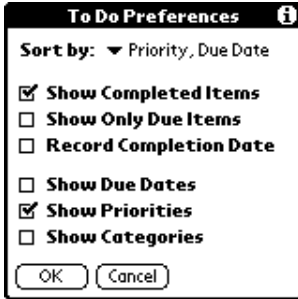 To Do Preferences
Sort by: Priority, Due Date
Show Completed Items
Show Only Due Items
Record Completion Date
Show Due Dates
Show Priorities
Show Categories
OK Cancel